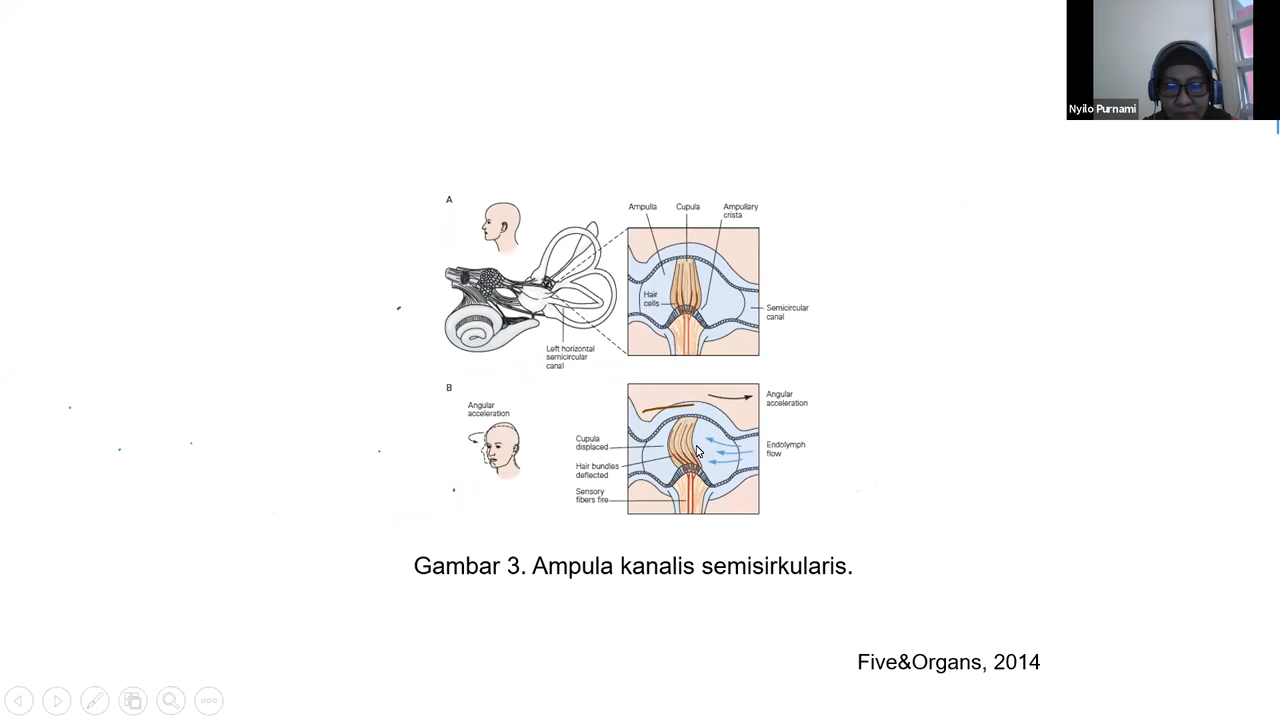 Nyilo Purnami
A
Ampulla
Cupula
Ampullary
crista
Hair
cells
Semicircular
canal
Left horizontal
semicircular
canal
B
Angular
acceleration
Angular
acceleration
Cupula
displaced
Endolymph
flow
Hair bundles
deflected
Sensory
fibers fire
Gambar 3. Ampula kanalis semisirkularis.
Five&Organs, 2014